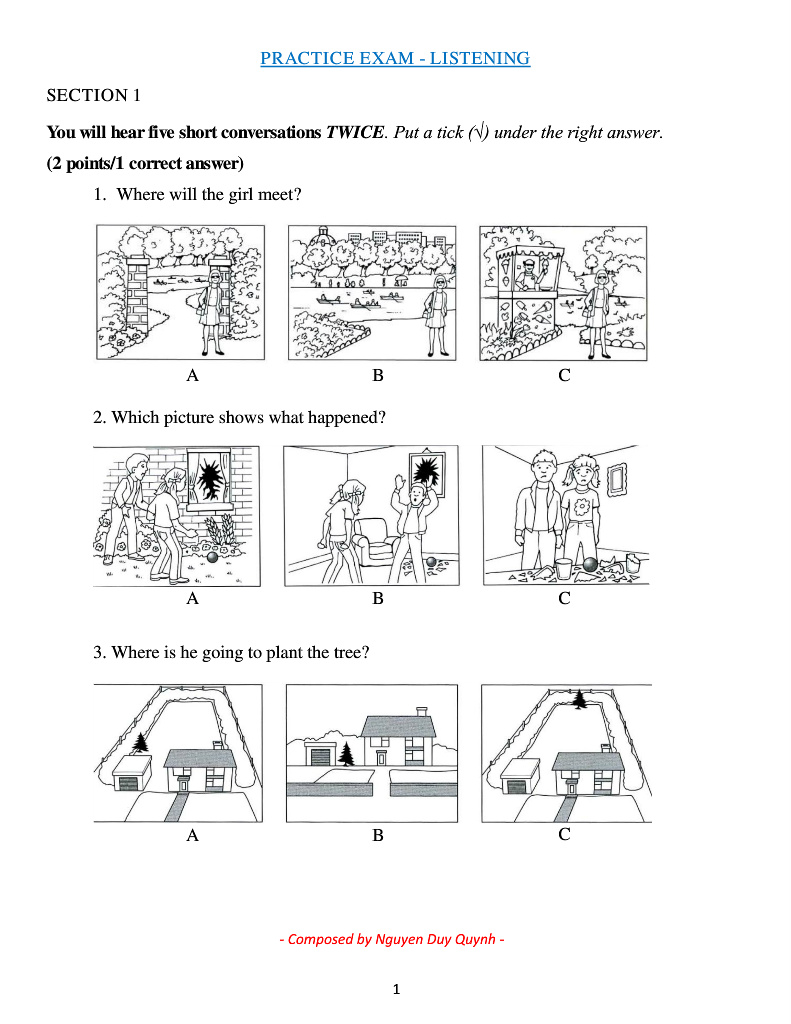 PRACTICE EXAM - LISTENING
SECTION 1
You will hear five short conversations TWICE. Put a tick (√) under the right answer.
(2 points/1 correct answer)
1. Where will the girl meet?
A B C
2. Which picture shows what happened?
A B C
3. Where is he going to plant the tree?
A B C
- Composed by Nguyen Duy Quynh -
1